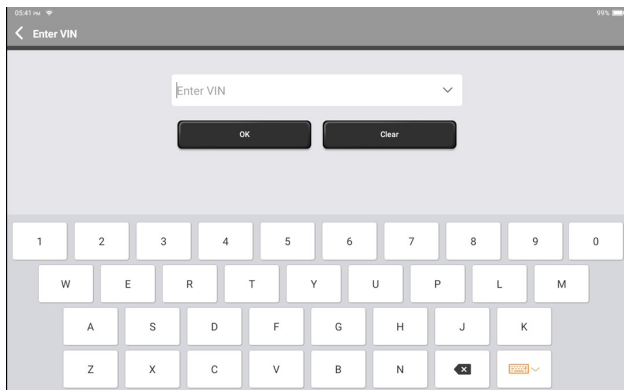 05:41 PM 99%
Enter VIN
Enter VIN
OK Clear
1 2 3 4 5 6 7 8 9 0
W E R T Y U P L M
A S D F G H J K
Z X C V B N